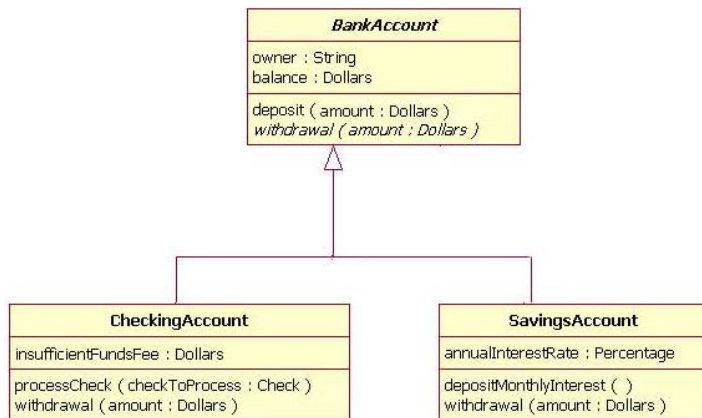 BankAccount
owner : String
balance : Dollars
deposit ( amount : Dollars )
withdrawal ( amount : Dollars )
CheckingAccount
insufficientFundsFee : Dollars
processCheck ( checkToProcess : Check )
withdrawal ( amount : Dollars )
SavingsAccount
annualInterestRate : Percentage
depositMonthlyInterest ( )
withdrawal ( amount : Dollars )